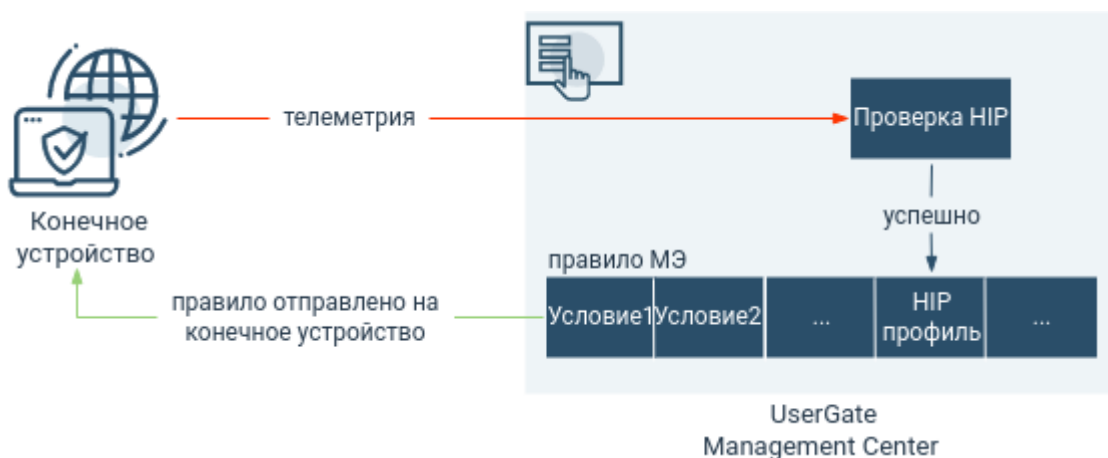 телеметрия
Проверка HIP
успешно
Конечное
устройство
правило МЭ
правило отправлено на
конечное устройство
Условие1
Условие2
...
HIP
профиль
...
UserGate
Management Center